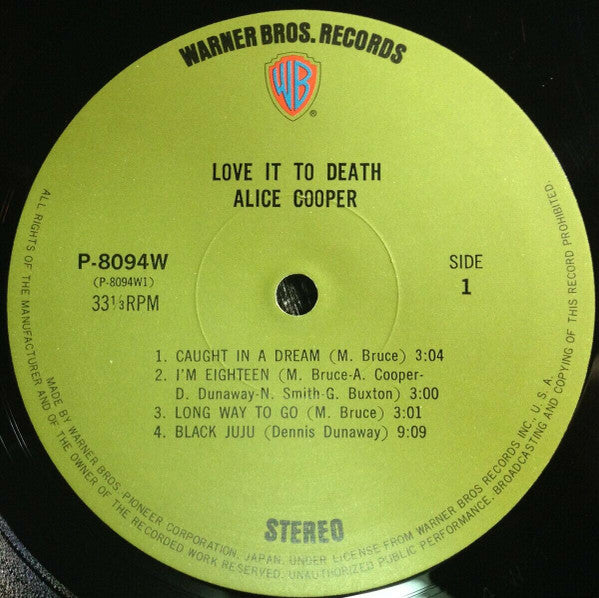 WARNER BROS. RECORDS
WB
®
LOVE IT TO DEATH
ALICE COOPER
P-8094W
(P-8094W1)
33 1/3 RPM
SIDE
1
1. CAUGHT IN A DREAM (M. Bruce) 3:04
2. I'M EIGHTEEN (M. Bruce-A. Cooper-
D. Dunaway-N. Smith-G. Buxton) 3:00
3. LONG WAY TO GO (M. Bruce) 3:01
4. BLACK JUJU (Dennis Dunaway) 9:09
STEREO
MADE BY WARNER BROS.-PIONEER CORPORATION, JAPAN, UNDER LICENSE FROM WARNER BROS RECORDS INC., U. S. A.
ALL RIGHTS OF THE MANUFACTURER AND OF THE OWNER OF THE RECORDED WORK RESERVED. UNAUTHORIZED PUBLIC PERFORMANCE, BROADCASTING AND COPYING OF THIS RECORD PROHIBITED.